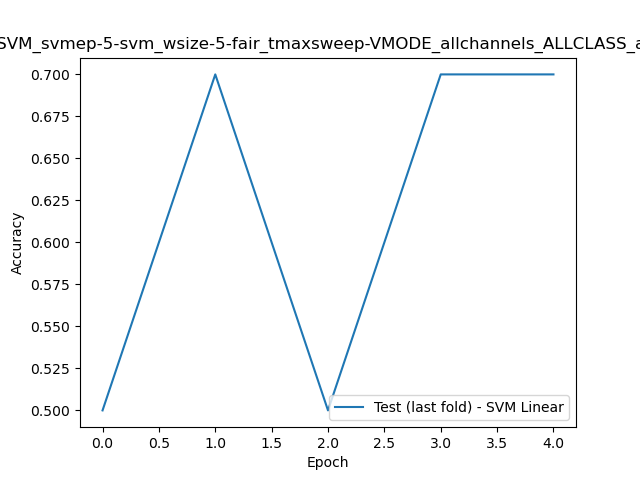 SVM_svmep-5-svm_wsize-5-fair_tmaxsweep-VMODE_allchannels_ALLCLASS_a
0.700
0.675
0.650
0.625
0.600
0.575
0.550
0.525
0.500
Accuracy
Test (last fold) - SVM Linear
0.0 0.5 1.0 1.5 2.0 2.5 3.0 3.5 4.0
Epoch